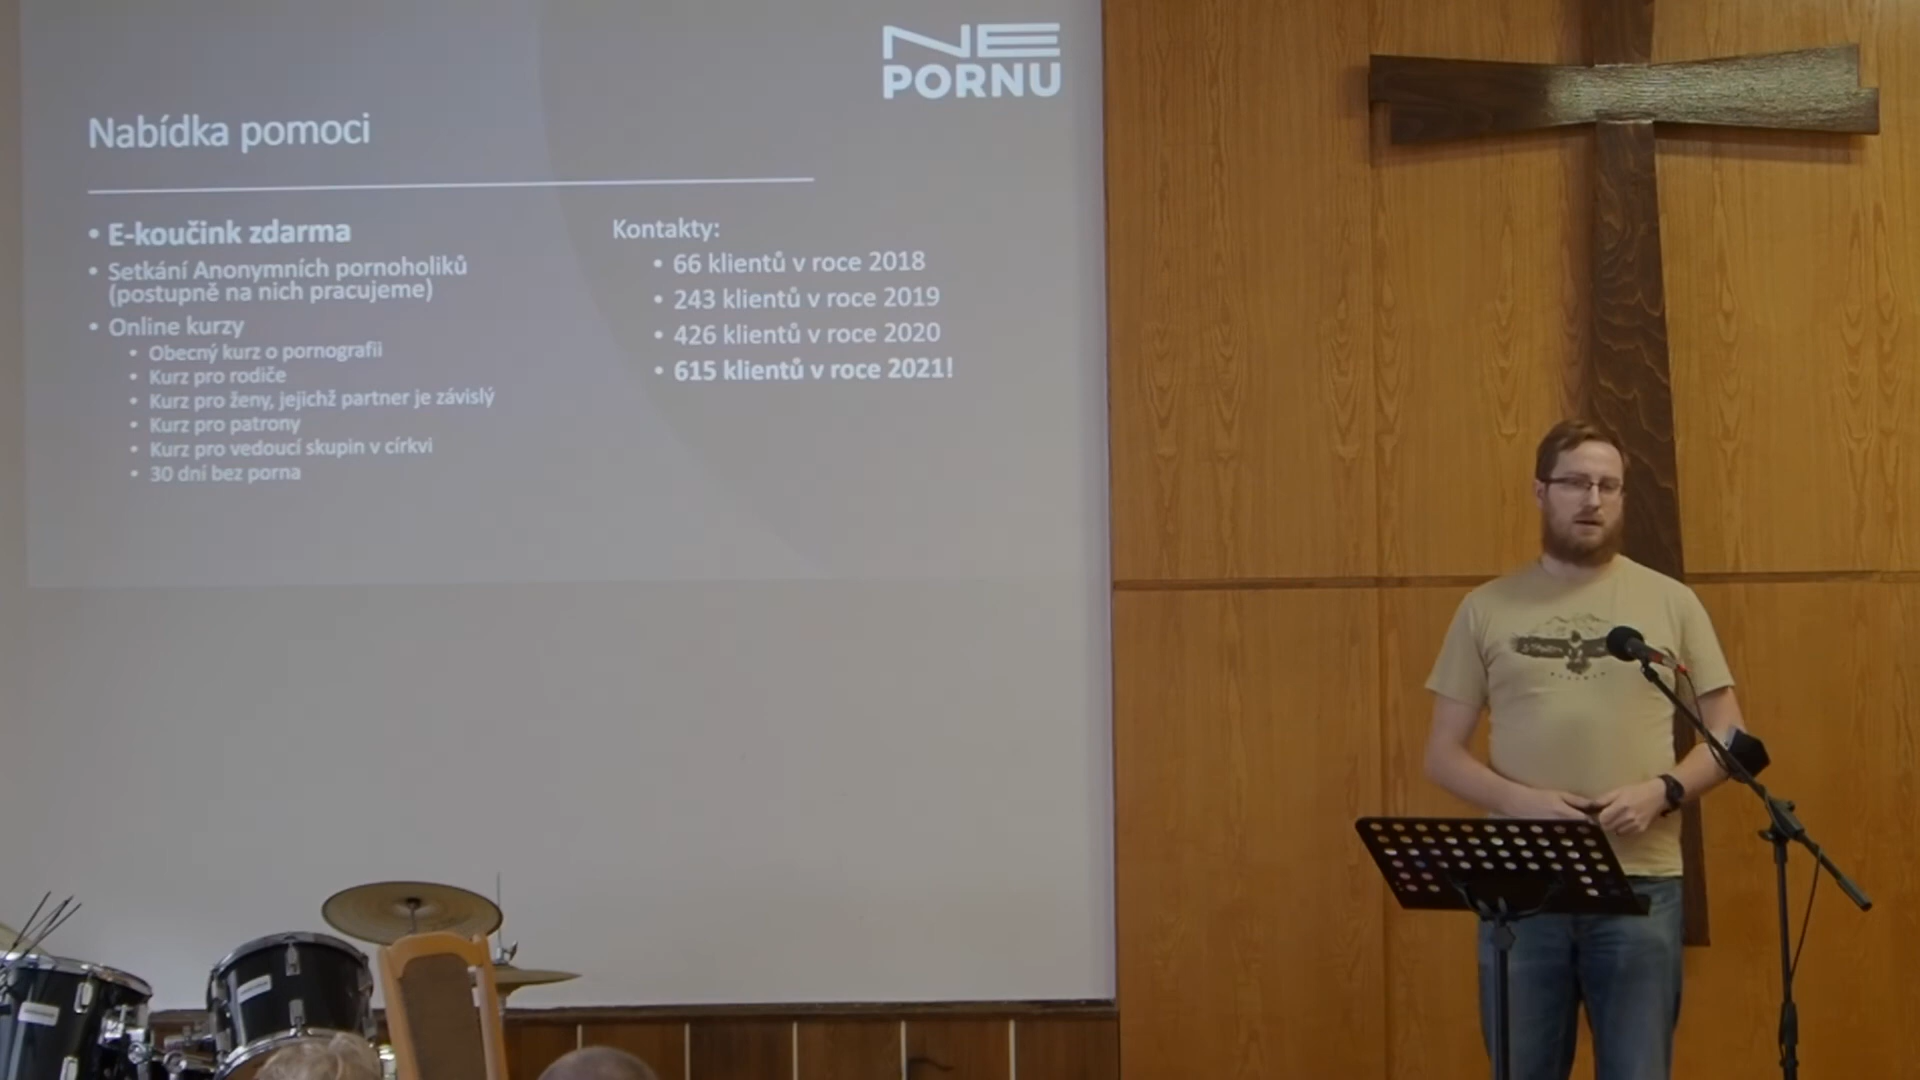 NE
PORNU
Nabídka pomoci
• E-koučink zdarma
• Setkání Anonymních pornoholiků
(postupně na nich pracujeme)
• Online kurzy
• Obecný kurz o pornografii
• Kurz pro rodiče
• Kurz pro ženy, jejichž partner je závislý
• Kurz pro patrony
• Kurz pro vedoucí skupin v církvi
• 30 dní bez porna
Kontakty:
• 66 klientů v roce 2018
• 243 klientů v roce 2019
• 426 klientů v roce 2020
• 615 klientů v roce 2021!